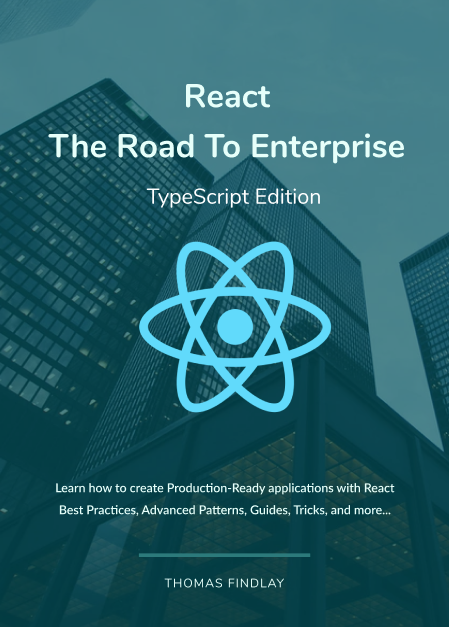 React
The Road To Enterprise
TypeScript Edition
Learn how to create Production-Ready applications with React
Best Practices, Advanced Patterns, Guides, Tricks, and more...
THOMAS FINDLAY